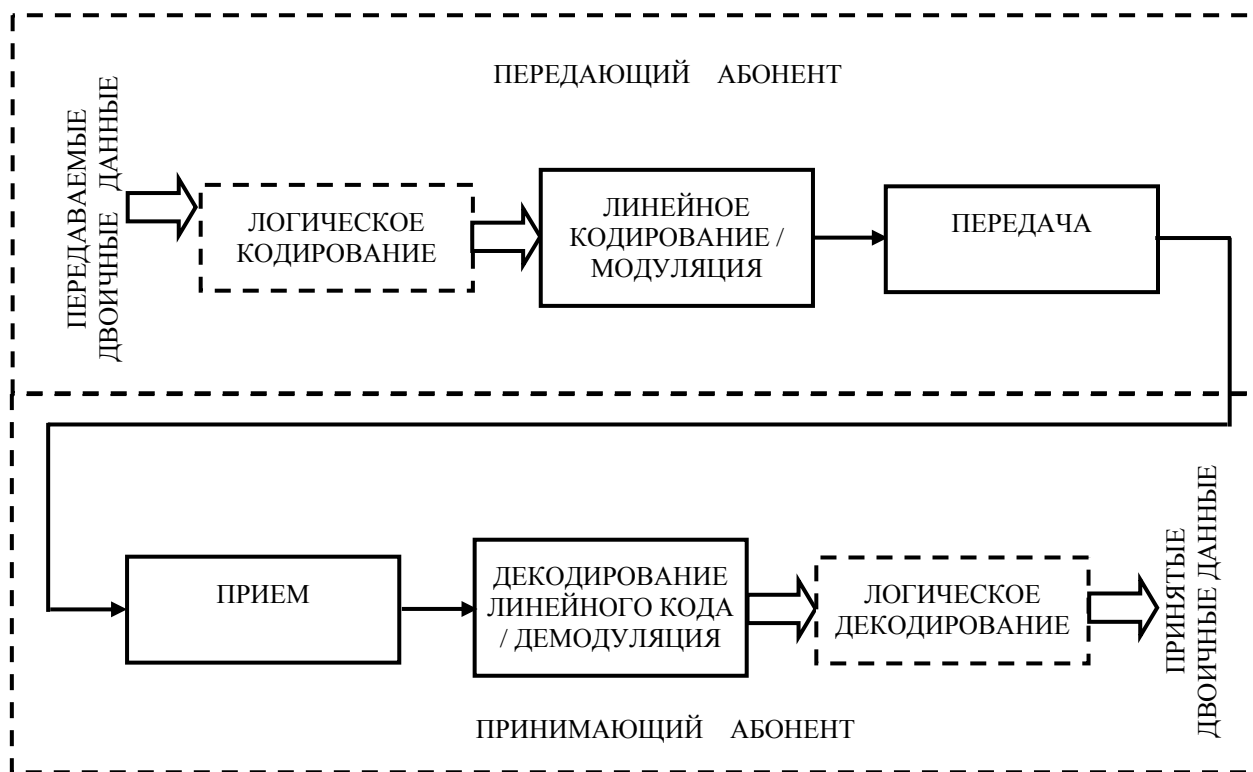 ПЕРЕДАЮЩИЙ АБОНЕНТ
ПЕРЕДАВАЕМЫЕ
ДВОИЧНЫЕ ДАННЫЕ
ЛОГИЧЕСКОЕ
КОДИРОВАНИЕ
ЛИНЕЙНОЕ
КОДИРОВАНИЕ /
МОДУЛЯЦИЯ
ПЕРЕДАЧА
ПРИЕМ
ДЕКОДИРОВАНИЕ
ЛИНЕЙНОГО КОДА
/ ДЕМОДУЛЯЦИЯ
ЛОГИЧЕСКОЕ
ДЕКОДИРОВАНИЕ
ПРИНЯТЫЕ
ДВОИЧНЫЕ ДАННЫЕ
ПРИНИМАЮЩИЙ АБОНЕНТ